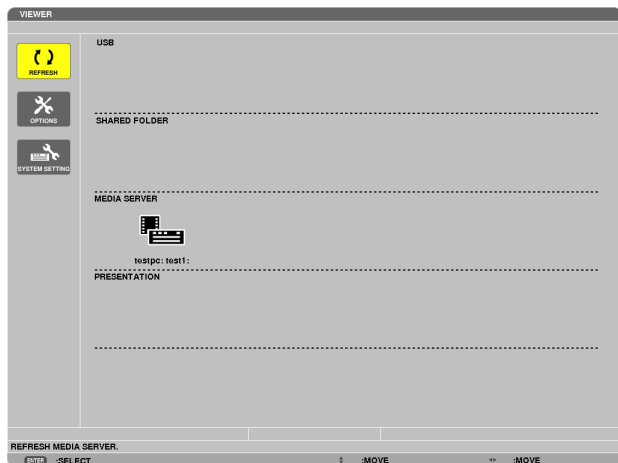 VIEWER
USB
REFRESH
OPTIONS
SHARED FOLDER
SYSTEM SETTING
MEDIA SERVER
testpc: test1:
PRESENTATION
REFRESH MEDIA SERVER.
ENTER :SELECT :MOVE :MOVE